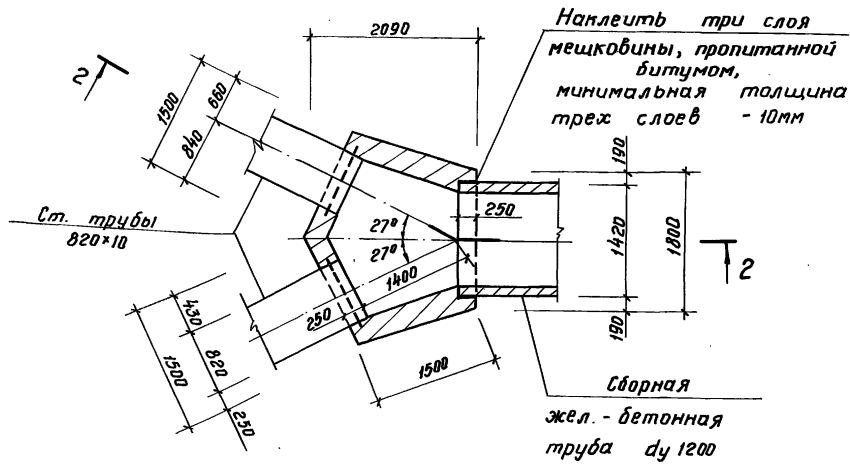 2090
Наклеить три слоя
мещковины, пропитанной
битумом,
минимальная толщина
трех слоев - 10мм
2
1500
660
840
190
250
1420
1800
190
2
Ст. трубы
820×10
27°
27°
1400
250
1500
430
1500
820
250
Сборная
жел. - бетонная
труба dу 1200